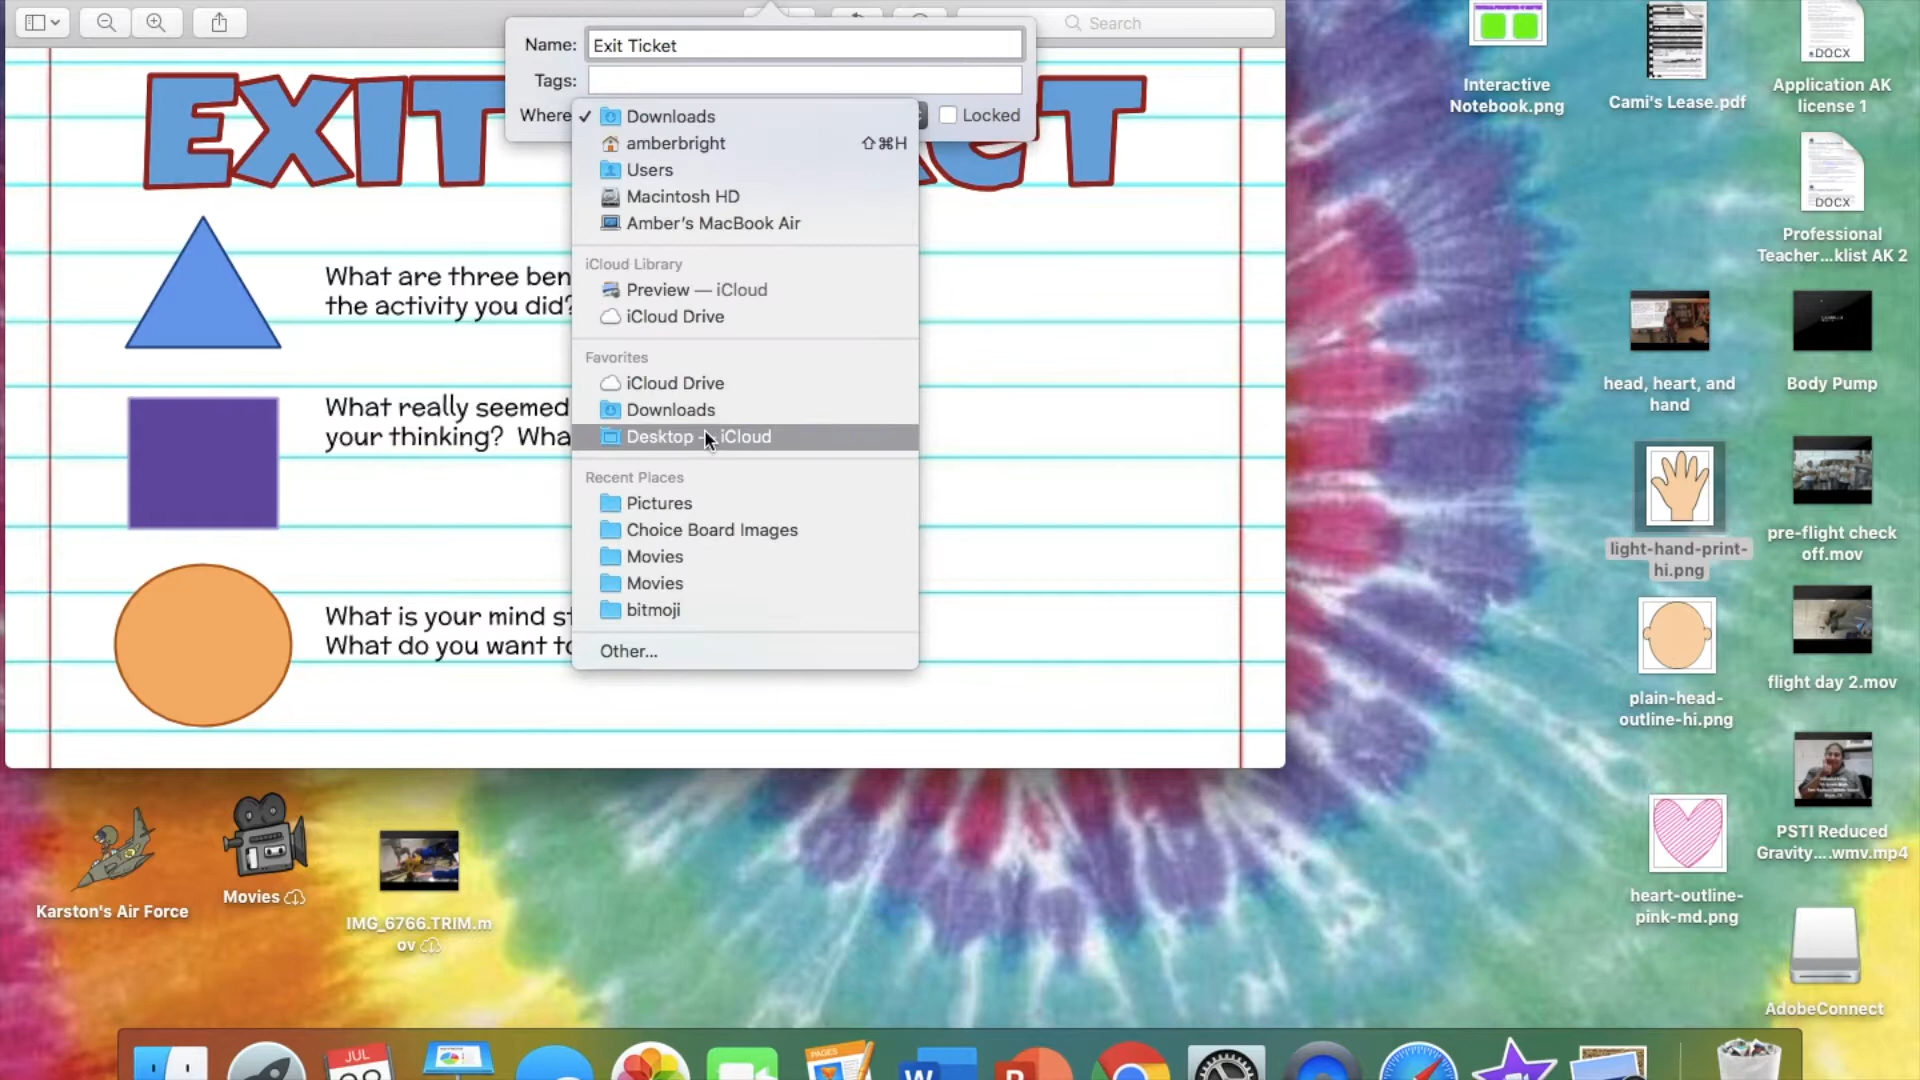 Search
Name: Exit Ticket
Tags:
Where
Locked
EXIT
T
Downloads
amberbright ⇧⌘H
Users
Macintosh HD
Amber's MacBook Air
iCloud Library
Preview — iCloud
iCloud Drive
Favorites
iCloud Drive
Downloads
Desktop — iCloud
Recent Places
Pictures
Choice Board Images
Movies
Movies
bitmoji
Other...
What are three ben
the activity you did?
What really seemed
your thinking? Wha
What is your mind st
What do you want to
Interactive
Notebook.png
Cami's Lease.pdf
DOCX
Application AK
license 1
DOCX
Professional
Teacher...klist AK 2
head, heart, and
hand
Body Pump
light-hand-print-
hi.png
pre-flight check
off.mov
plain-head-
outline-hi.png
flight day 2.mov
heart-outline-
pink-md.png
PSTI Reduced
Gravity....wmv.mp4
AdobeConnect
Karston's Air Force
Movies
IMG_6766.TRIM.m
ov
JUL
PAGES
W
P